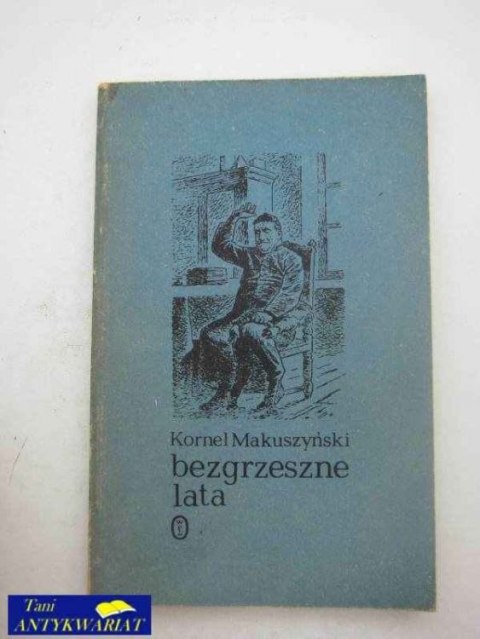 Kornel Makuszyński
bezgrzeszne
lata
Tani
ANTYKWARIAT